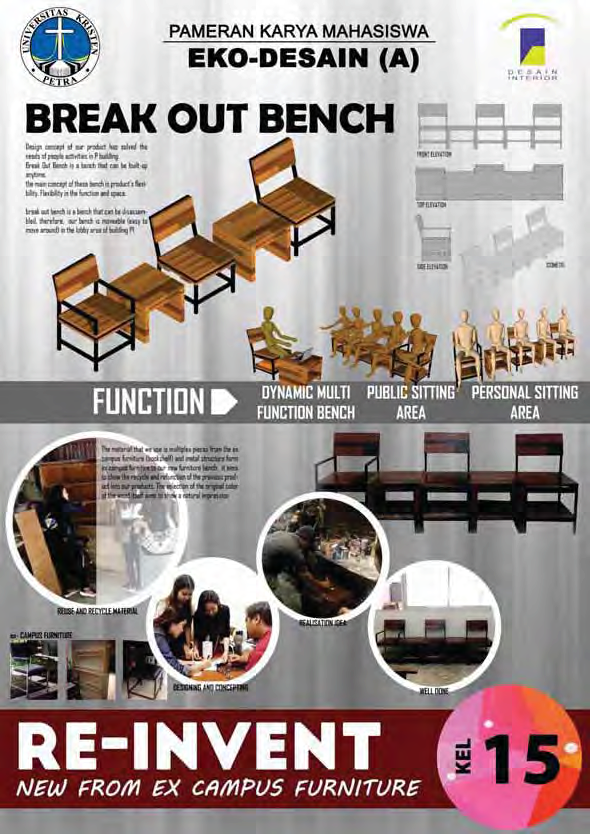 UNIVERSITAS KRISTEN
PETRA
PAMERAN KARYA MAHASISWA
EKO-DESAIN (A)
DESAIN
INTERIOR
BREAK OUT BENCH
Design concept of our product has solved the
needs of people activities in P building.
Break Out Bench is a bench that can be built up
anytime.
the main concept of these bench is product's flexi-
bility. Flexibility in the function and space.
break out bench is a bench that can be disassem-
bled, therefore, our bench is moveable (easy to
move around) in the lobby area of building P!
FRONT ELEVATION
TOP ELEVATION
SIDE ELEVATION
ISOMETRI
FUNCTION
DYNAMIC MULTI
FUNCTION BENCH
PUBLIC SITTING
AREA
PERSONAL SITTING
AREA
The material that we use is multiplex pieces from the ex
campus furniture (bookshelf) and metal structure form
ex campus furniture to our new furniture bench, it aims
to show the recycle and refunction of the previous prod-
uct into our products. The selection of the original color
of the wood itself aims to show a natural impression
REUSE AND RECYCLE MATERIAL
REALISATION IDEA
ex- CAMPUS FURNITURE
DESIGNING AND CONCEPTING
WELL DONE
RE-INVENT
NEW FROM EX CAMPUS FURNITURE
KEL 15